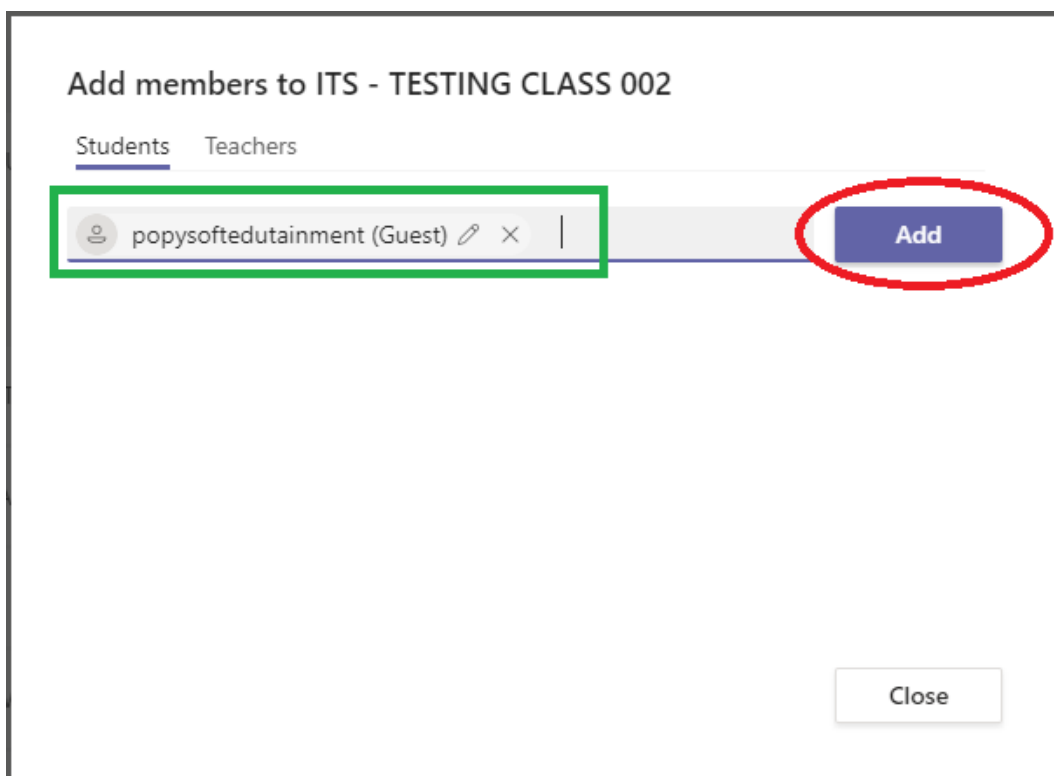 Add members to ITS - TESTING CLASS 002
Students Teachers
popysoftedutainment (Guest)
Add
Close